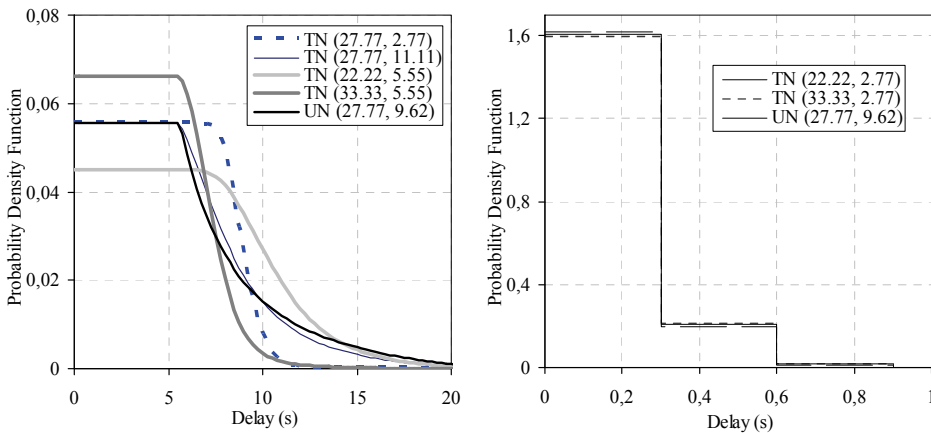 0,08
0,06
0,04
0,02
0
Probability Density Function
TN (27.77, 2.77)
TN (27.77, 11.11)
TN (22.22, 5.55)
TN (33.33, 5.55)
UN (27.77, 9.62)
0 5 10 15 20
Delay (s)
1.6
1.2
0.8
0.4
0
Probability Density Function
TN (22.22, 2.77)
TN (33.33, 2.77)
UN (27.77, 9.62)
0 0,2 0,4 0,6 0,8 1
Delay (s)